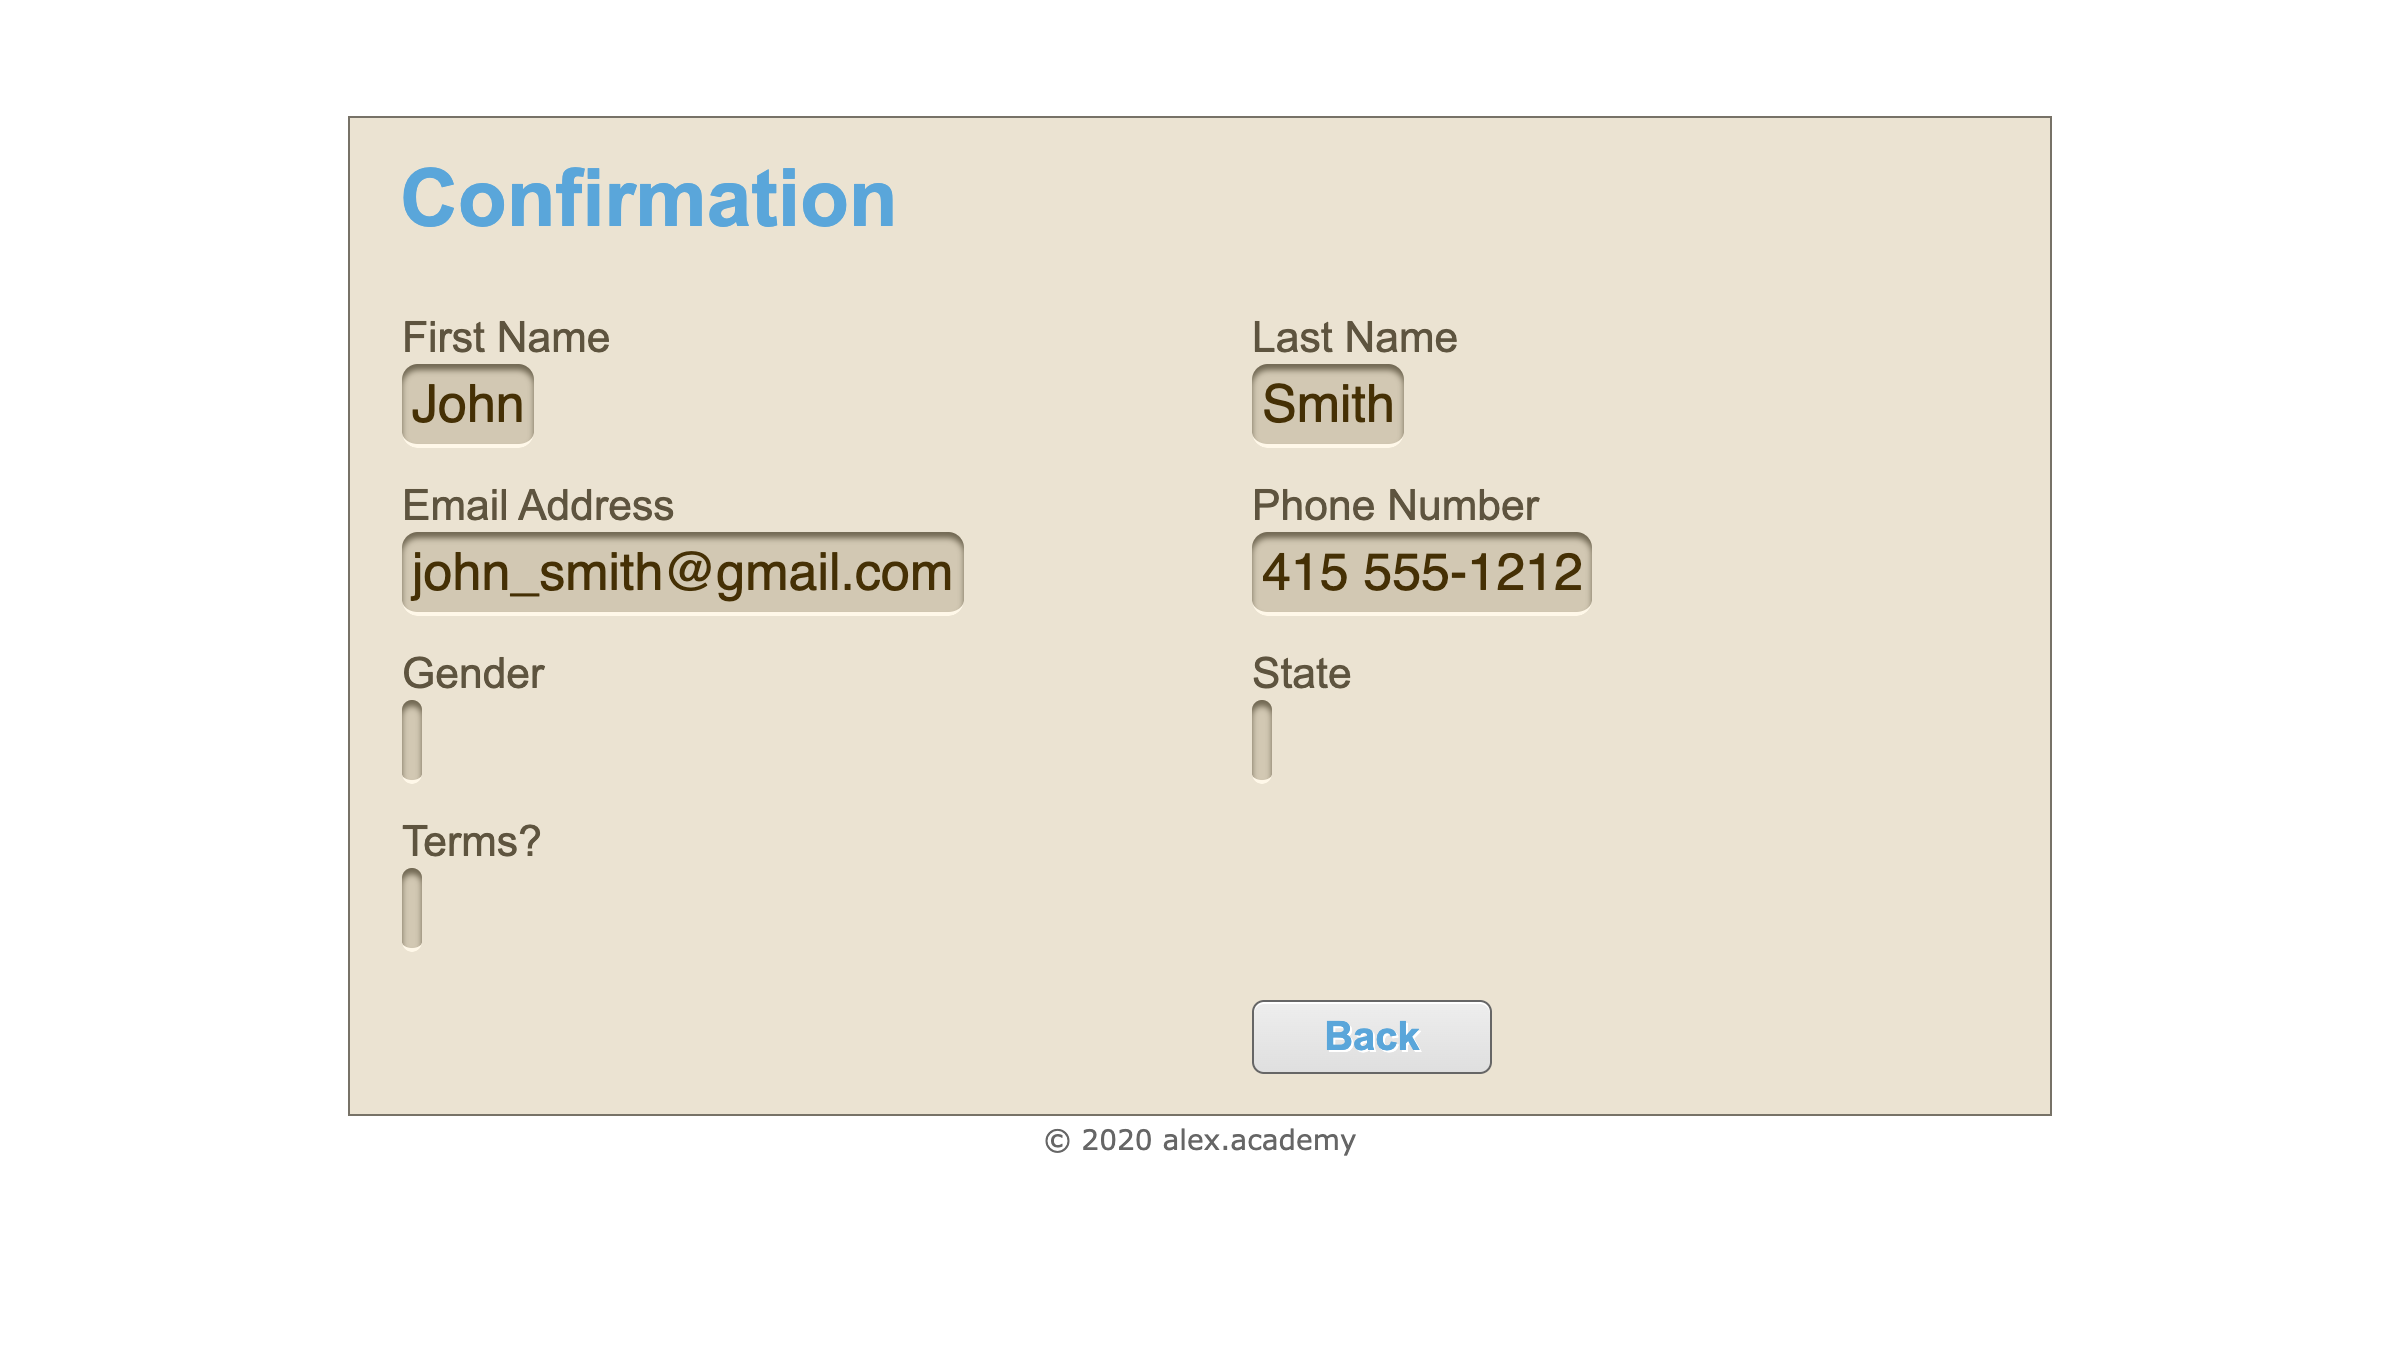 Confirmation
First Name
John
Last Name
Smith
Email Address
john_smith@gmail.com
Phone Number
415 555-1212
Gender
State
Terms?
Back
© 2020 alex.academy